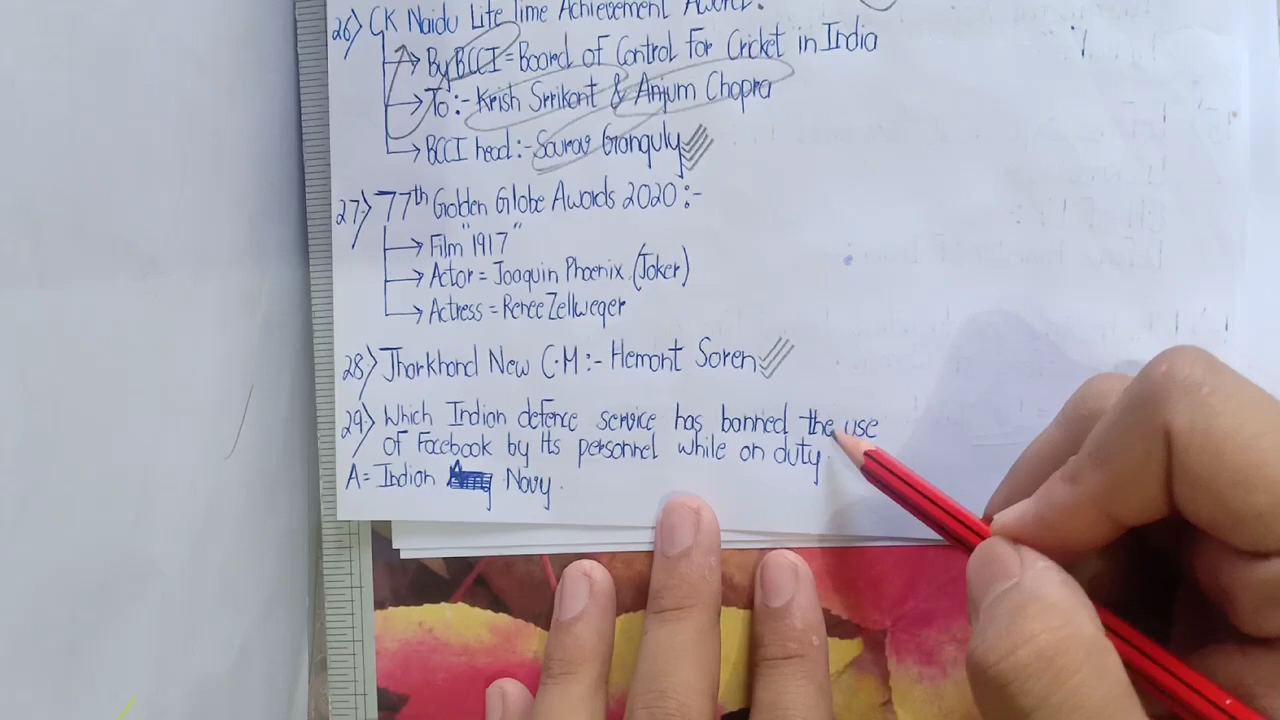 26) CK Naidu Life Time Achievement Award.
→ By BCCI = Board of Control For Cricket in India
→ To:- Krish Srrikant & Anjum Chopra
→ BCCI head:- Sourav Granguly
27) 77th Golden Globe Awards 2020:-
→ Film "1917"
→ Actor = Joaquin Phoenix (Joker)
→ Actress = Renee Zellweger
28) Jharkhand New C.M:- Hemant Soren
29) Which Indian defence service has banned the use
of Facebook by its personnel while on duty.
A = Indian Navy.